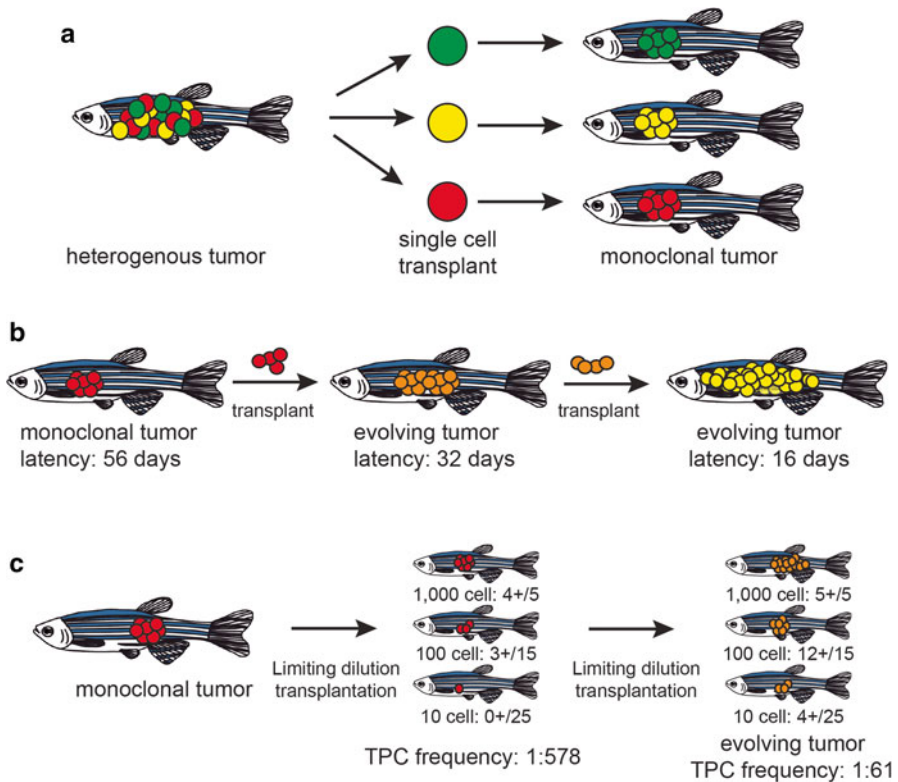 a
heterogenous tumor
single cell
transplant
monoclonal tumor
b
transplant
transplant
monoclonal tumor
latency: 56 days
evolving tumor
latency: 32 days
evolving tumor
latency: 16 days
c
monoclonal tumor
Limiting dilution
transplantation
1,000 cell: 4+/5
100 cell: 3+/15
10 cell: 0+/25
TPC frequency: 1:578
Limiting dilution
transplantation
1,000 cell: 5+/5
100 cell: 12+/15
10 cell: 4+/25
evolving tumor
TPC frequency: 1:61